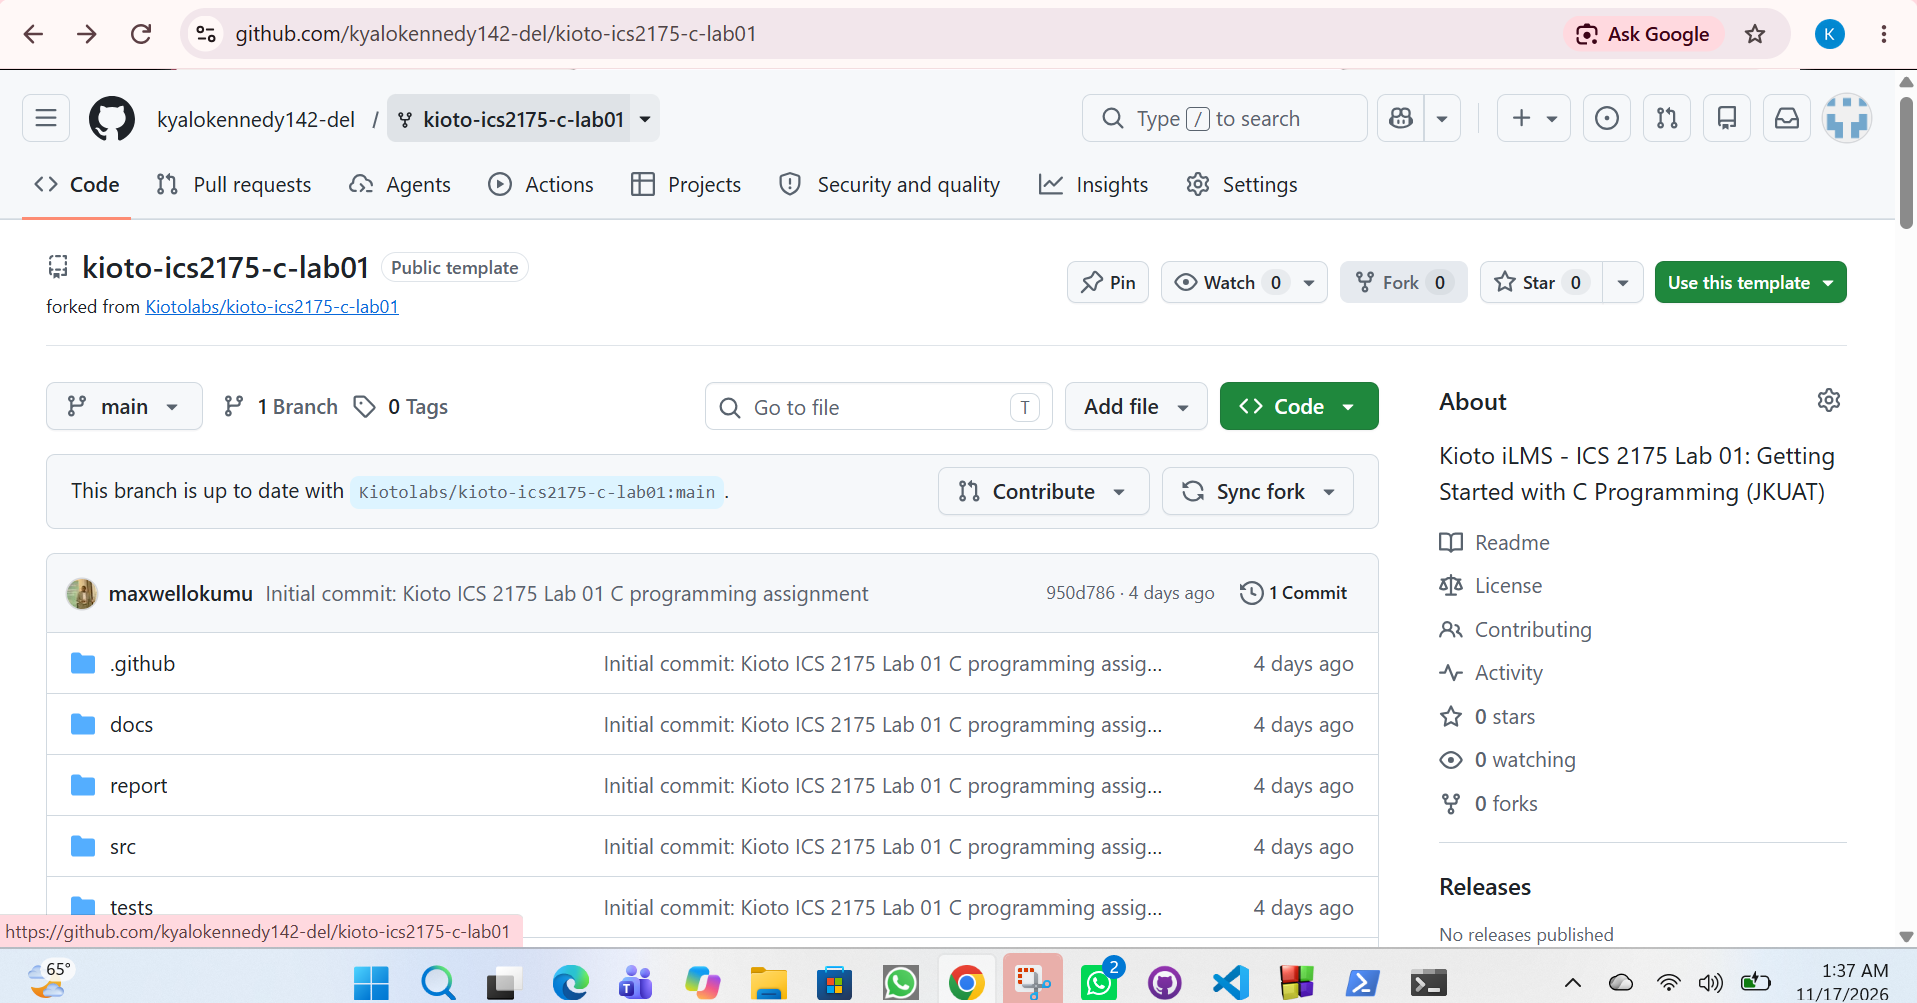 github.com/kyalokennedy142-del/kioto-ics2175-c-lab01
Ask Google
K
kyalokennedy142-del / kioto-ics2175-c-lab01
Type / to search
Code
Pull requests
Agents
Actions
Projects
Security and quality
Insights
Settings
kioto-ics2175-c-lab01 Public template
Pin
Watch 0
Fork 0
Star 0
Use this template
forked from Kiotolabs/kioto-ics2175-c-lab01
main
1 Branch
0 Tags
Go to file T
Add file
Code
This branch is up to date with Kiotolabs/kioto-ics2175-c-lab01:main .
Contribute
Sync fork
maxwellokumu Initial commit: Kioto ICS 2175 Lab 01 C programming assignment 950d786 · 4 days ago 1 Commit
.github Initial commit: Kioto ICS 2175 Lab 01 C programming assig... 4 days ago
docs Initial commit: Kioto ICS 2175 Lab 01 C programming assig... 4 days ago
report Initial commit: Kioto ICS 2175 Lab 01 C programming assig... 4 days ago
src Initial commit: Kioto ICS 2175 Lab 01 C programming assig... 4 days ago
tests Initial commit: Kioto ICS 2175 Lab 01 C programming assig... 4 days ago
About
Kioto iLMS - ICS 2175 Lab 01: Getting
Started with C Programming (JKUAT)
Readme
License
Contributing
Activity
0 stars
0 watching
0 forks
Releases
No releases published
https://github.com/kyalokennedy142-del/kioto-ics2175-c-lab01
65°
2
1:37 AM
11/17/2026